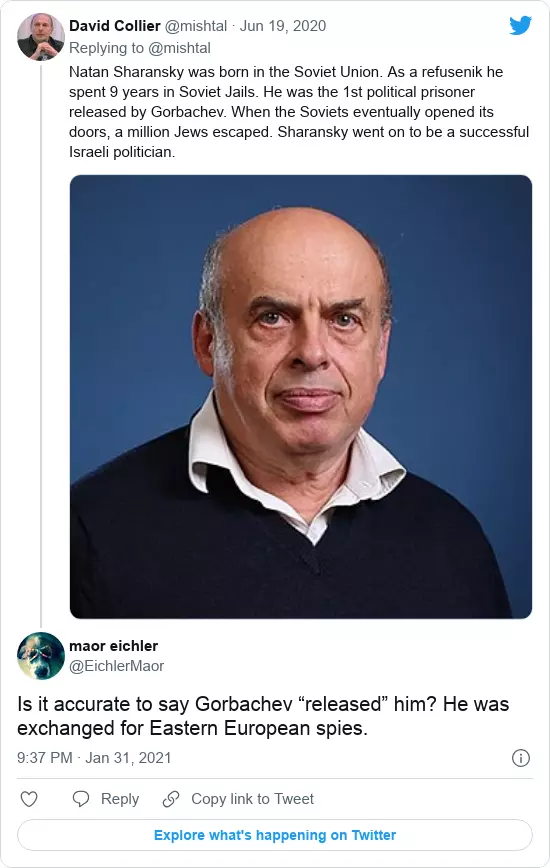 David Collier @mishtal · Jun 19, 2020
Replying to @mishtal
Natan Sharansky was born in the Soviet Union. As a refusenik he
spent 9 years in Soviet Jails. He was the 1st political prisoner
released by Gorbachev. When the Soviets eventually opened its
doors, a million Jews escaped. Sharansky went on to be a successful
Israeli politician.
maor eichler
@EichlerMaor
Is it accurate to say Gorbachev “released” him? He was
exchanged for Eastern European spies.
9:37 PM · Jan 31, 2021
Reply
Copy link to Tweet
Explore what's happening on Twitter